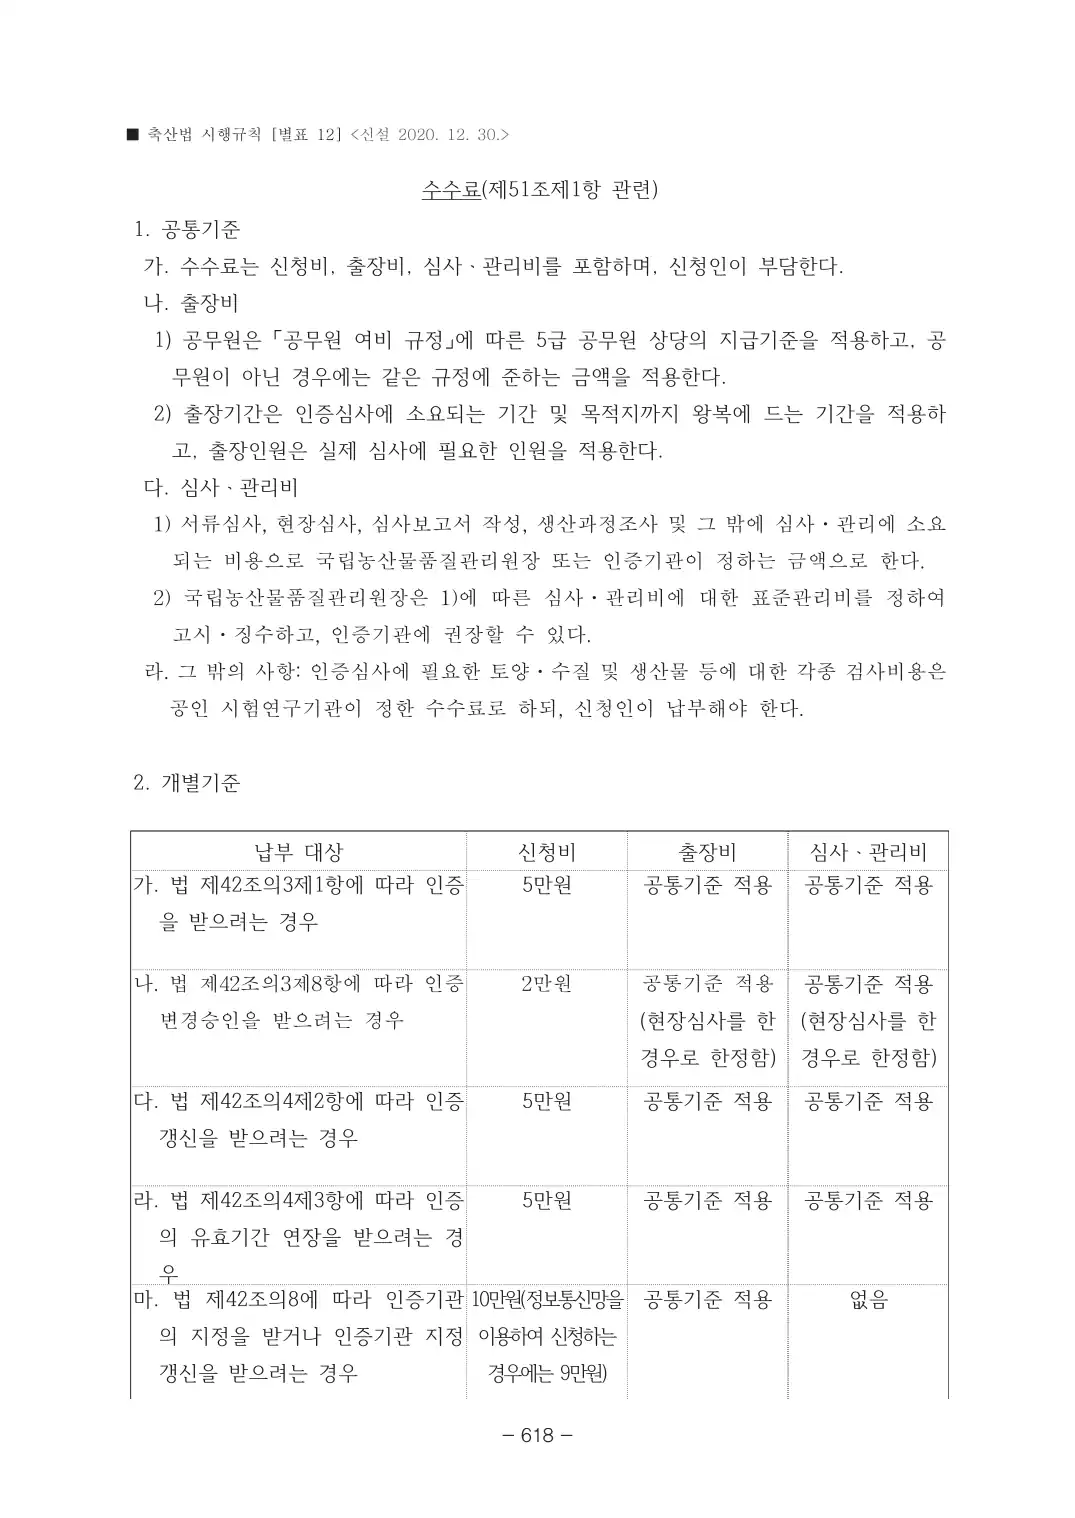 ■ 축산법 시행규칙 [별표 12] <신설 2020. 12. 30.>
수수료(제51조제1항 관련)
1. 공통기준
가. 수수료는 신청비, 출장비, 심사ㆍ관리비를 포함하며, 신청인이 부담한다.
나. 출장비
1) 공무원은 「공무원 여비 규정」에 따른 5급 공무원 상당의 지급기준을 적용하고, 공
무원이 아닌 경우에는 같은 규정에 준하는 금액을 적용한다.
2) 출장기간은 인증심사에 소요되는 기간 및 목적지까지 왕복에 드는 기간을 적용하
고, 출장인원은 실제 심사에 필요한 인원을 적용한다.
다. 심사ㆍ관리비
1) 서류심사, 현장심사, 심사보고서 작성, 생산과정조사 및 그 밖에 심사·관리에 소요
되는 비용으로 국립농산물품질관리원장 또는 인증기관이 정하는 금액으로 한다.
2) 국립농산물품질관리원장은 1)에 따른 심사·관리비에 대한 표준관리비를 정하여
고시·징수하고, 인증기관에 권장할 수 있다.
라. 그 밖의 사항: 인증심사에 필요한 토양·수질 및 생산물 등에 대한 각종 검사비용은
공인 시험연구기관이 정한 수수료로 하되, 신청인이 납부해야 한다.
2. 개별기준
납부 대상 신청비 출장비 심사ㆍ관리비
가. 법 제42조의3제1항에 따라 인증 5만원 공통기준 적용 공통기준 적용
을 받으려는 경우
나. 법 제42조의3제8항에 따라 인증 2만원 공통기준 적용 공통기준 적용
변경승인을 받으려는 경우 (현장심사를 한 (현장심사를 한
경우로 한정함) 경우로 한정함)
다. 법 제42조의4제2항에 따라 인증 5만원 공통기준 적용 공통기준 적용
갱신을 받으려는 경우
라. 법 제42조의4제3항에 따라 인증 5만원 공통기준 적용 공통기준 적용
의 유효기간 연장을 받으려는 경
우
마. 법 제42조의8에 따라 인증기관 10만원(정보통신망을 공통기준 적용 없음
의 지정을 받거나 인증기관 지정 이용하여 신청하는
갱신을 받으려는 경우 경우에는 9만원)
- 618 -